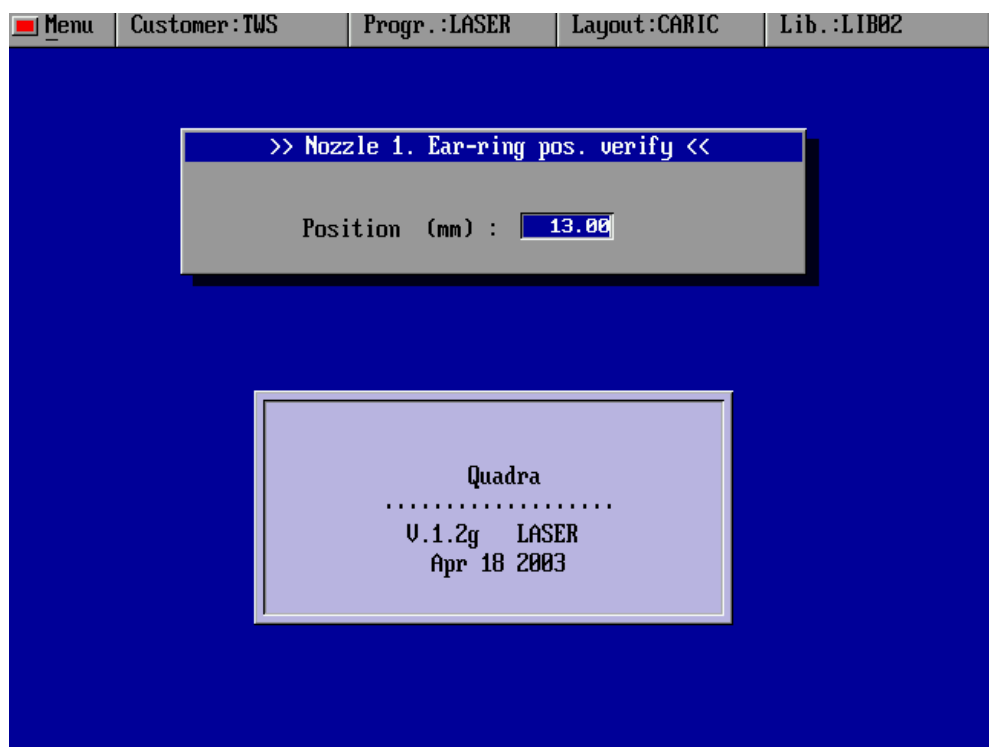 Menu Customer:TWS Progr.:LASER Layout:CARIC Lib.:LIB02
>> Nozzle 1. Ear-ring pos. verify <<
Position (mm) : 13.00
Quadra
....................
V.1.2g LASER
Apr 18 2003